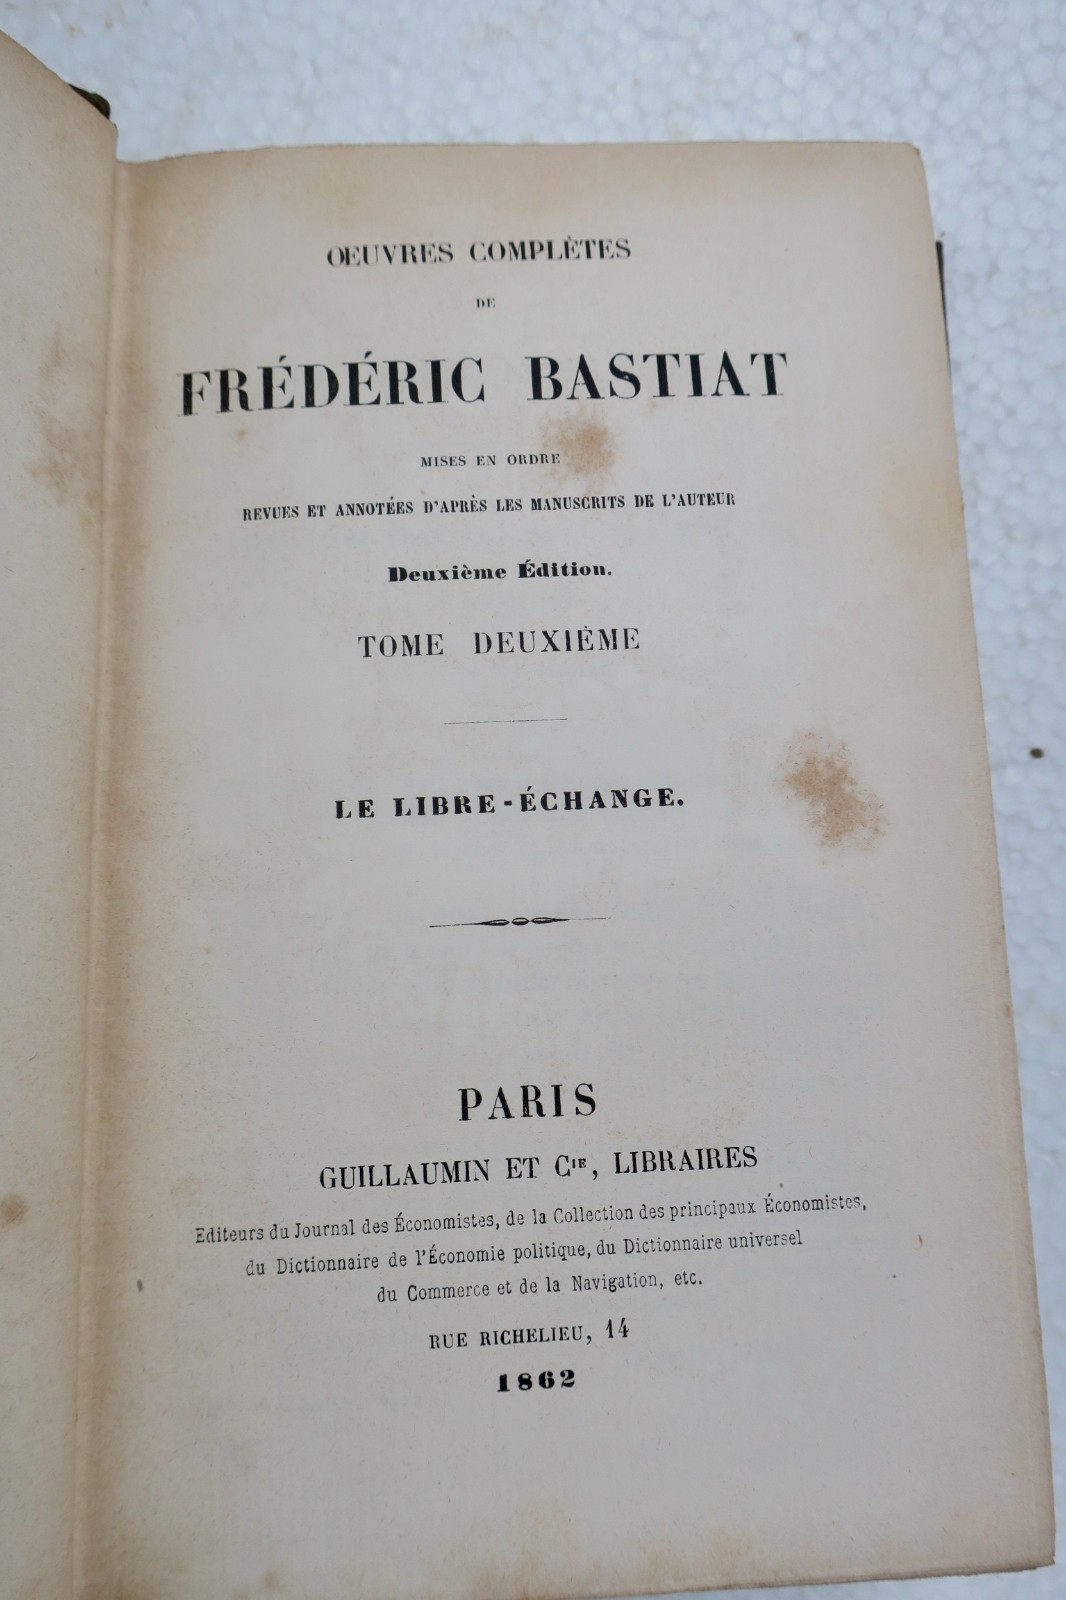 OEUVRES COMPLÈTES
DE
FRÉDÉRIC BASTIAT
MISES EN ORDRE
REVUES ET ANNOTÉES D'APRÈS LES MANUSCRITS DE L'AUTEUR
Deuxième Édition.
TOME DEUXIÈME
LE LIBRE-ÉCHANGE.
PARIS
GUILLAUMIN ET CIE, LIBRAIRES
Editeurs du Journal des Économistes, de la Collection des principaux Économistes,
du Dictionnaire de l'Économie politique, du Dictionnaire universel
du Commerce et de la Navigation, etc.
RUE RICHELIEU, 14
1862